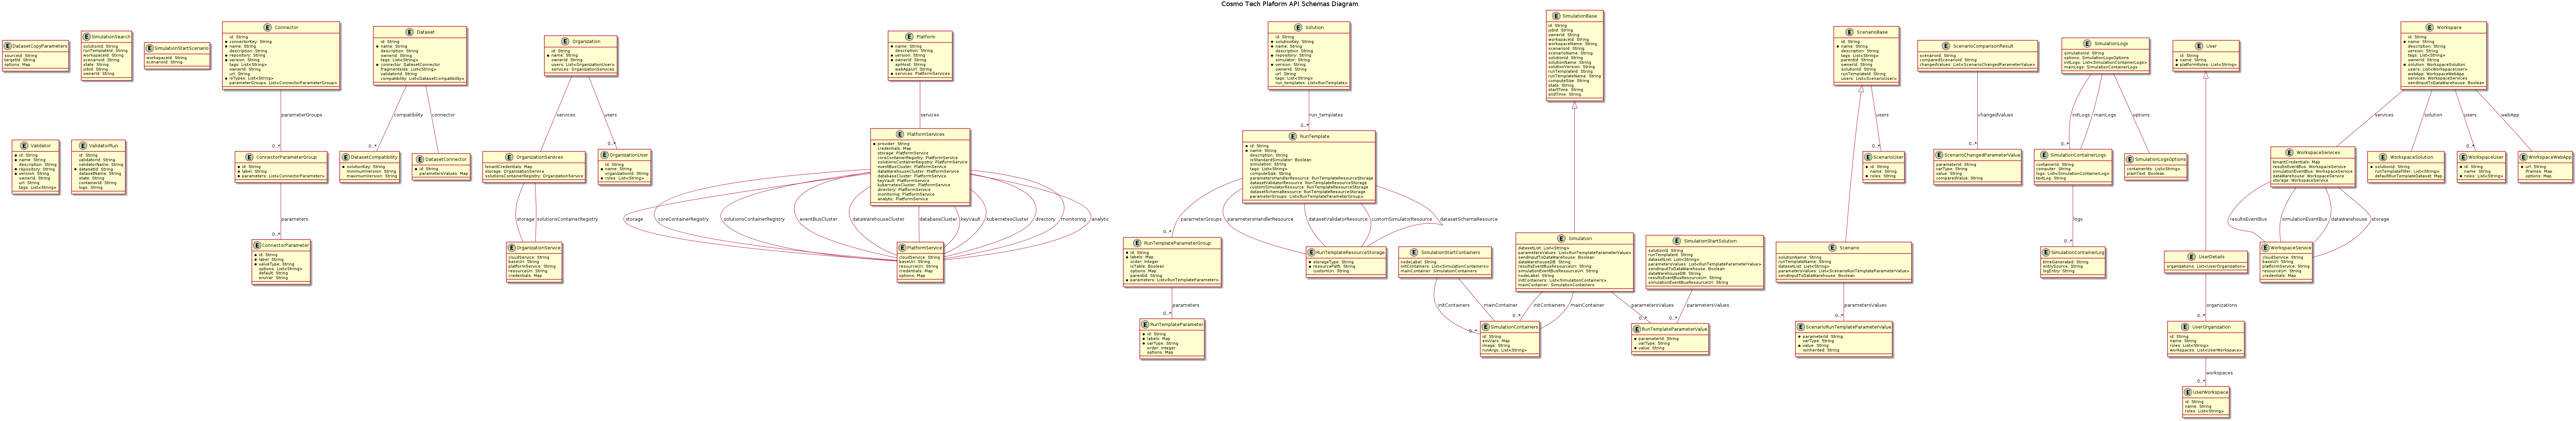 Cosmo Tech Plaform API Schemas Diagram
DatasetCopyParameters
sourceId: String
targetId: String
options: Map
SimulationSearch
solutionId: String
runTemplateId: String
workspaceId: String
scenarioId: String
state: String
jobId: String
ownerId: String
SimulationStartScenario
workspaceId: String
scenarioId: String
Connector
id: String
connectorKey: String
name: String
description: String
repository: String
version: String
tags: List<String>
ownerId: String
url: String
ioTypes: List<String>
parameterGroups: List<ConnectorParameterGroup>
Dataset
id: String
name: String
description: String
ownerId: String
tags: List<String>
connector: DatasetConnector
fragmentsIds: List<String>
validatorId: String
compatibility: List<DatasetCompatibility>
Organization
id: String
name: String
ownerId: String
users: List<OrganizationUser>
services: OrganizationServices
Platform
name: String
description: String
version: String
ownerId: String
apiHost: String
webAppUrl: String
services: PlatformServices
Solution
id: String
solutionKey: String
name: String
description: String
repository: String
simulator: String
version: String
ownerId: String
url: String
tags: List<String>
run_templates: List<RunTemplate>
SimulationBase
id: String
jobId: String
ownerId: String
workspaceId: String
workspaceName: String
scenarioId: String
scenarioName: String
solutionId: String
solutionName: String
solutionVersion: String
runTemplateId: String
runTemplateName: String
computeSize: String
state: String
startTime: String
endTime: String
ScenarioBase
id: String
name: String
description: String
tags: List<String>
parentId: String
ownerId: String
solutionId: String
runTemplateId: String
users: List<ScenarioUser>
ScenarioComparisonResult
scenarioId: String
comparedScenarioId: String
changedValues: List<ScenarioChangedParameterValue>
SimulationLogs
simulationId: String
options: SimulationLogsOptions
initLogs: List<SimulationContainerLogs>
mainLogs: SimulationContainerLogs
User
id: String
name: String
platformRoles: List<String>
Workspace
id: String
name: String
description: String
version: String
tags: List<String>
ownerId: String
solution: WorkspaceSolution
users: List<WorkspaceUser>
webApp: WorkspaceWebApp
services: WorkspaceServices
sendInputToDataWarehouse: Boolean
parameterGroups
compatibility
connector
services
users
services
run_templates
users
changedValues
initLogs
mainLogs
options
services
solution
users
webApp
0..*
0..*
0..*
0..*
0..*
0..*
0..*
0..*
Validator
id: String
name: String
description: String
repository: String
version: String
ownerId: String
url: String
tags: List<String>
ValidatorRun
id: String
validatorId: String
validatorName: String
datasetId: String
datasetName: String
state: String
containerId: String
logs: String
ConnectorParameterGroup
id: String
label: String
parameters: List<ConnectorParameter>
DatasetCompatibility
solutionKey: String
minimumVersion: String
maximumVersion: String
DatasetConnector
id: String
parametersValues: Map
OrganizationServices
tenantCredentials: Map
storage: OrganizationService
solutionsContainerRegistry: OrganizationService
OrganizationUser
id: String
name: String
organizationId: String
roles: List<String>
PlatformServices
provider: String
credentials: Map
storage: PlatformService
coreContainerRegistry: PlatformService
solutionsContainerRegistry: PlatformService
eventBusCluster: PlatformService
dataWarehouseCluster: PlatformService
databaseCluster: PlatformService
keyVault: PlatformService
kubernetesCluster: PlatformService
directory: PlatformService
monitoring: PlatformService
analytic: PlatformService
RunTemplate
id: String
name: String
description: String
isStandardSimulator: Boolean
simulation: String
tags: List<String>
computeSize: String
parametersHandlerResource: RunTemplateResourceStorage
datasetValidatorResource: RunTemplateResourceStorage
customSimulatorResource: RunTemplateResourceStorage
datasetSchemaResource: RunTemplateResourceStorage
parameterGroups: List<RunTemplateParameterGroup>
ScenarioUser
id: String
name: String
roles: String
ScenarioChangedParameterValue
parameterId: String
varType: String
value: String
comparedValue: String
SimulationContainerLogs
containerId: String
computer: String
logs: List<SimulationContainerLog>
textLog: String
SimulationLogsOptions
containerIds: List<String>
plainText: Boolean
WorkspaceServices
tenantCredentials: Map
resultsEventBus: WorkspaceService
simulationEventBus: WorkspaceService
dataWarehouse: WorkspaceService
storage: WorkspaceService
WorkspaceSolution
solutionId: String
runTemplateFilter: List<String>
defaultRunTemplateDataset: Map
WorkspaceUser
id: String
name: String
roles: List<String>
WorkspaceWebApp
url: String
iframes: Map
options: Map
parameters
storage
solutionsContainerRegistry
storage
coreContainerRegistry
solutionsContainerRegistry
eventBusCluster
dataWarehouseCluster
databaseCluster
keyVault
kubernetesCluster
directory
monitoring
analytic
parameterGroups
parametersHandlerResource
datasetValidatorResource
customSimulatorResource
datasetSchemaResource
logs
resultsEventBus
simulationEventBus
dataWarehouse
storage
0..*
0..*
0..*
ConnectorParameter
id: String
label: String
valueType: String
options: List<String>
default: String
envVar: String
OrganizationService
cloudService: String
baseUri: String
platformService: String
resourceUri: String
credentials: Map
PlatformService
cloudService: String
baseUri: String
resourceUri: String
credentials: Map
options: Map
RunTemplateParameterGroup
id: String
labels: Map
order: Integer
isTable: Boolean
options: Map
parentId: String
parameters: List<RunTemplateParameter>
RunTemplateResourceStorage
storageType: String
resourcePath: String
customUri: String
SimulationStartContainers
nodeLabel: String
initContainers: List<SimulationContainers>
mainContainer: SimulationContainers
Simulation
datasetList: List<String>
parametersValues: List<RunTemplateParameterValue>
sendInputToDataWarehouse: Boolean
dataWarehouseDB: String
resultsEventBusResourceUri: String
simulationEventBusResourceUri: String
nodeLabel: String
initContainers: List<SimulationContainers>
mainContainer: SimulationContainers
SimulationStartSolution
solutionId: String
runTemplateId: String
datasetList: List<String>
parametersValues: List<RunTemplateParameterValue>
sendInputToDataWarehouse: Boolean
dataWarehouseDB: String
resultsEventBusResourceUri: String
simulationEventBusResourceUri: String
Scenario
solutionName: String
runTemplateName: String
datasetList: List<String>
parametersValues: List<ScenarioRunTemplateParameterValue>
sendInputToDataWarehouse: Boolean
SimulationContainerLog
timeGenerated: String
entrySource: String
logEntry: String
UserDetails
organizations: List<UserOrganization>
WorkspaceService
cloudService: String
baseUri: String
platformService: String
resourceUri: String
credentials: Map
parameters
initContainers
mainContainer
initContainers
mainContainer
parametersValues
parametersValues
parametersValues
organizations
0..*
0..*
0..*
0..*
0..*
0..*
0..*
RunTemplateParameter
id: String
labels: Map
varType: String
order: Integer
options: Map
SimulationContainers
id: String
envVars: Map
image: String
runArgs: List<String>
RunTemplateParameterValue
parameterId: String
varType: String
value: String
ScenarioRunTemplateParameterValue
parameterId: String
varType: String
value: String
isInherited: Boolean
UserOrganization
id: String
name: String
roles: List<String>
workspaces: List<UserWorkspace>
workspaces
0..*
UserWorkspace
id: String
name: String
roles: List<String>